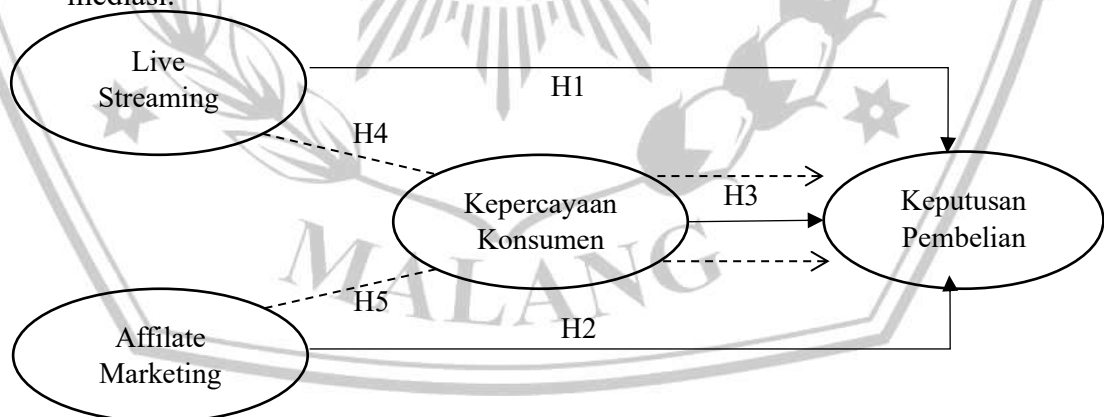 mediasi.
Live
Streaming
H1
H4
Kepercayaan
Konsumen
H3
Keputusan
Pembelian
H5
MALANG
H2
Affilate
Marketing